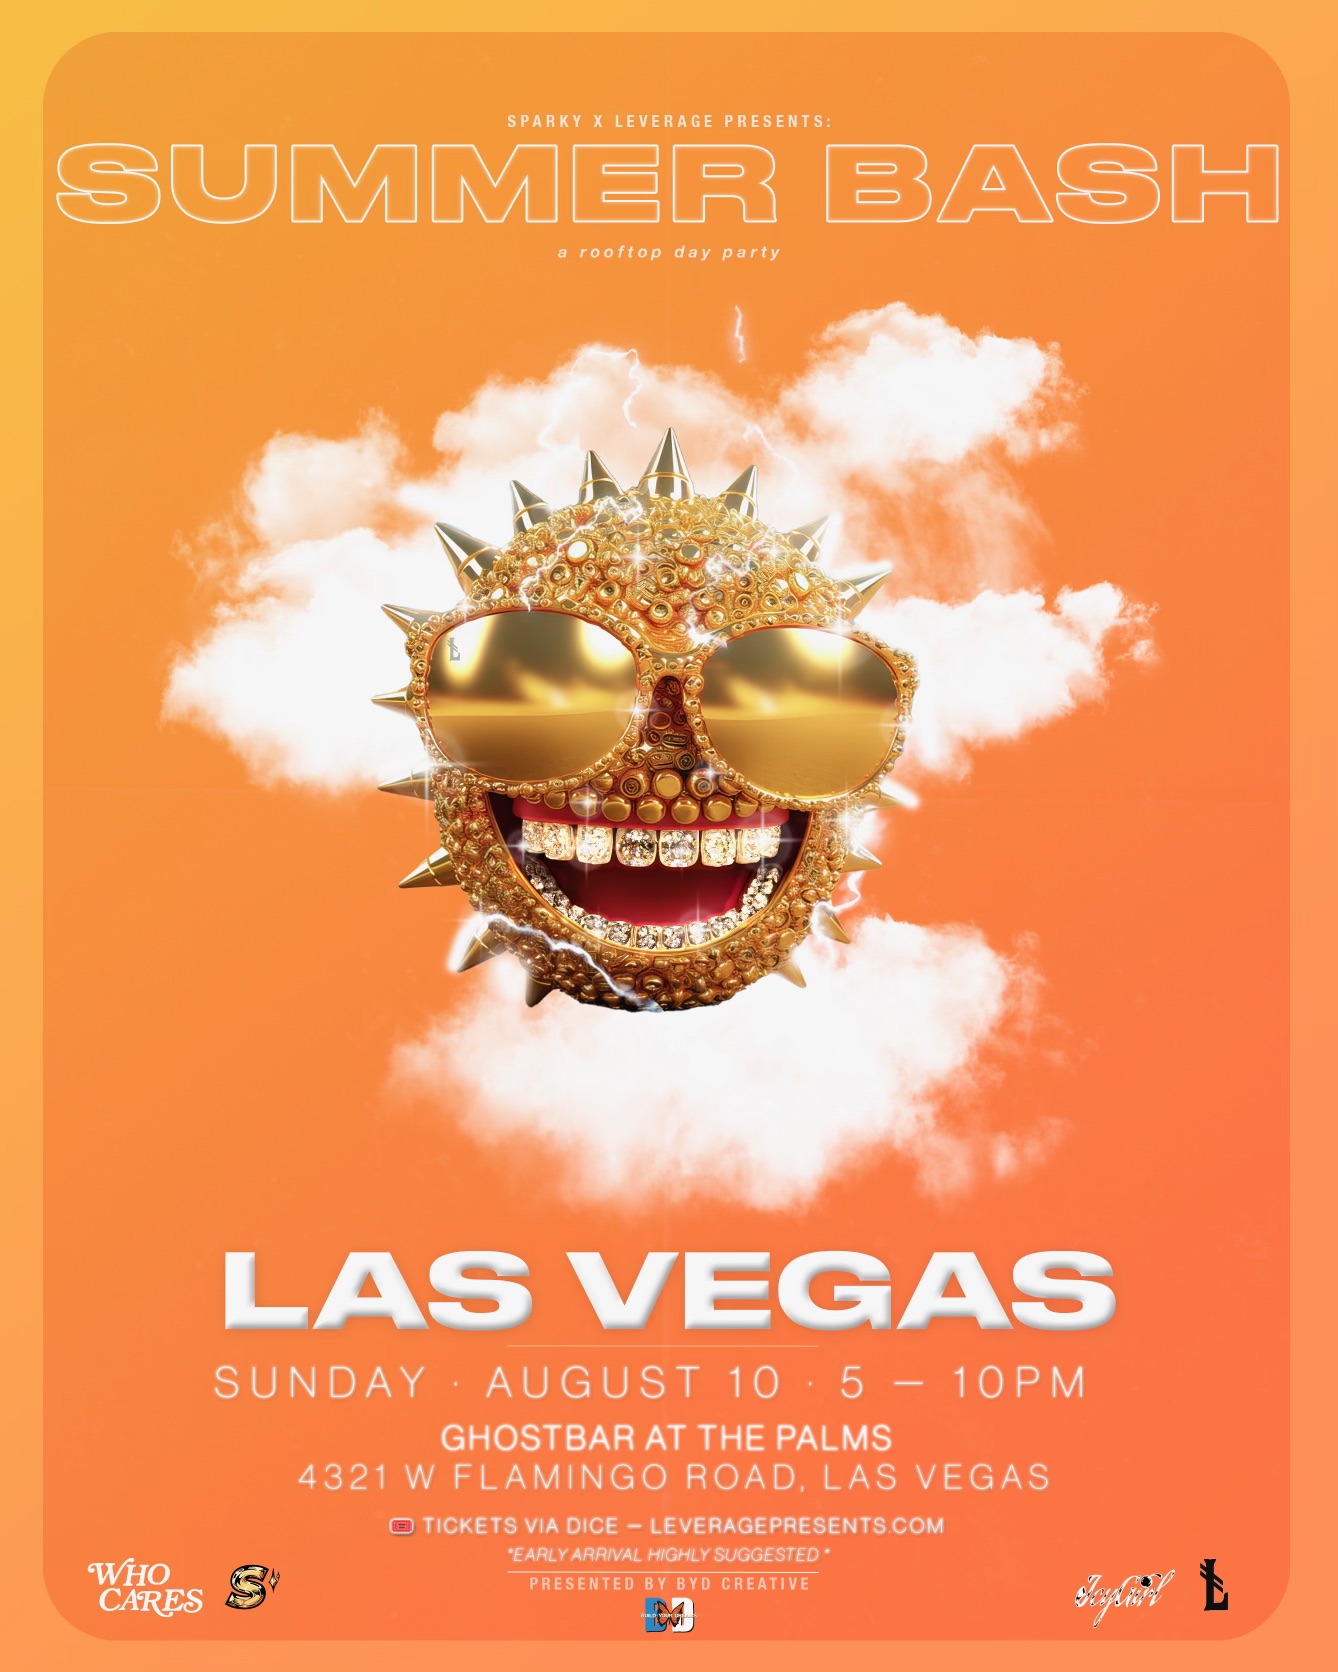 SPARKY X LEVERAGE PRESENTS:
SUMMER BASH
a rooftop day party
L
LAS VEGAS
SUNDAY · AUGUST 10 · 5 – 10PM
GHOSTBAR AT THE PALMS
4321 W FLAMINGO ROAD, LAS VEGAS
TICKETS VIA DICE – LEVERAGEPRESENTS.COM
*EARLY ARRIVAL HIGHLY SUGGESTED *
PRESENTED BY BYD CREATIVE
WHO
CARES
S
L